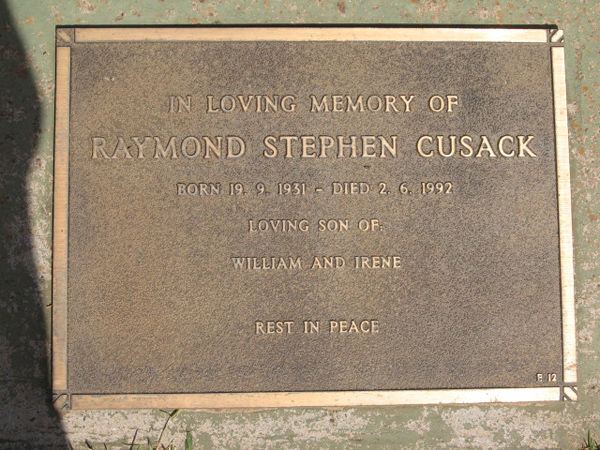 IN LOVING MEMORY OF
RAYMOND STEPHEN CUSACK
BORN 19. 9. 1931 - DIED 2. 6. 1992
LOVING SON OF:
WILLIAM AND IRENE
REST IN PEACE
E 12